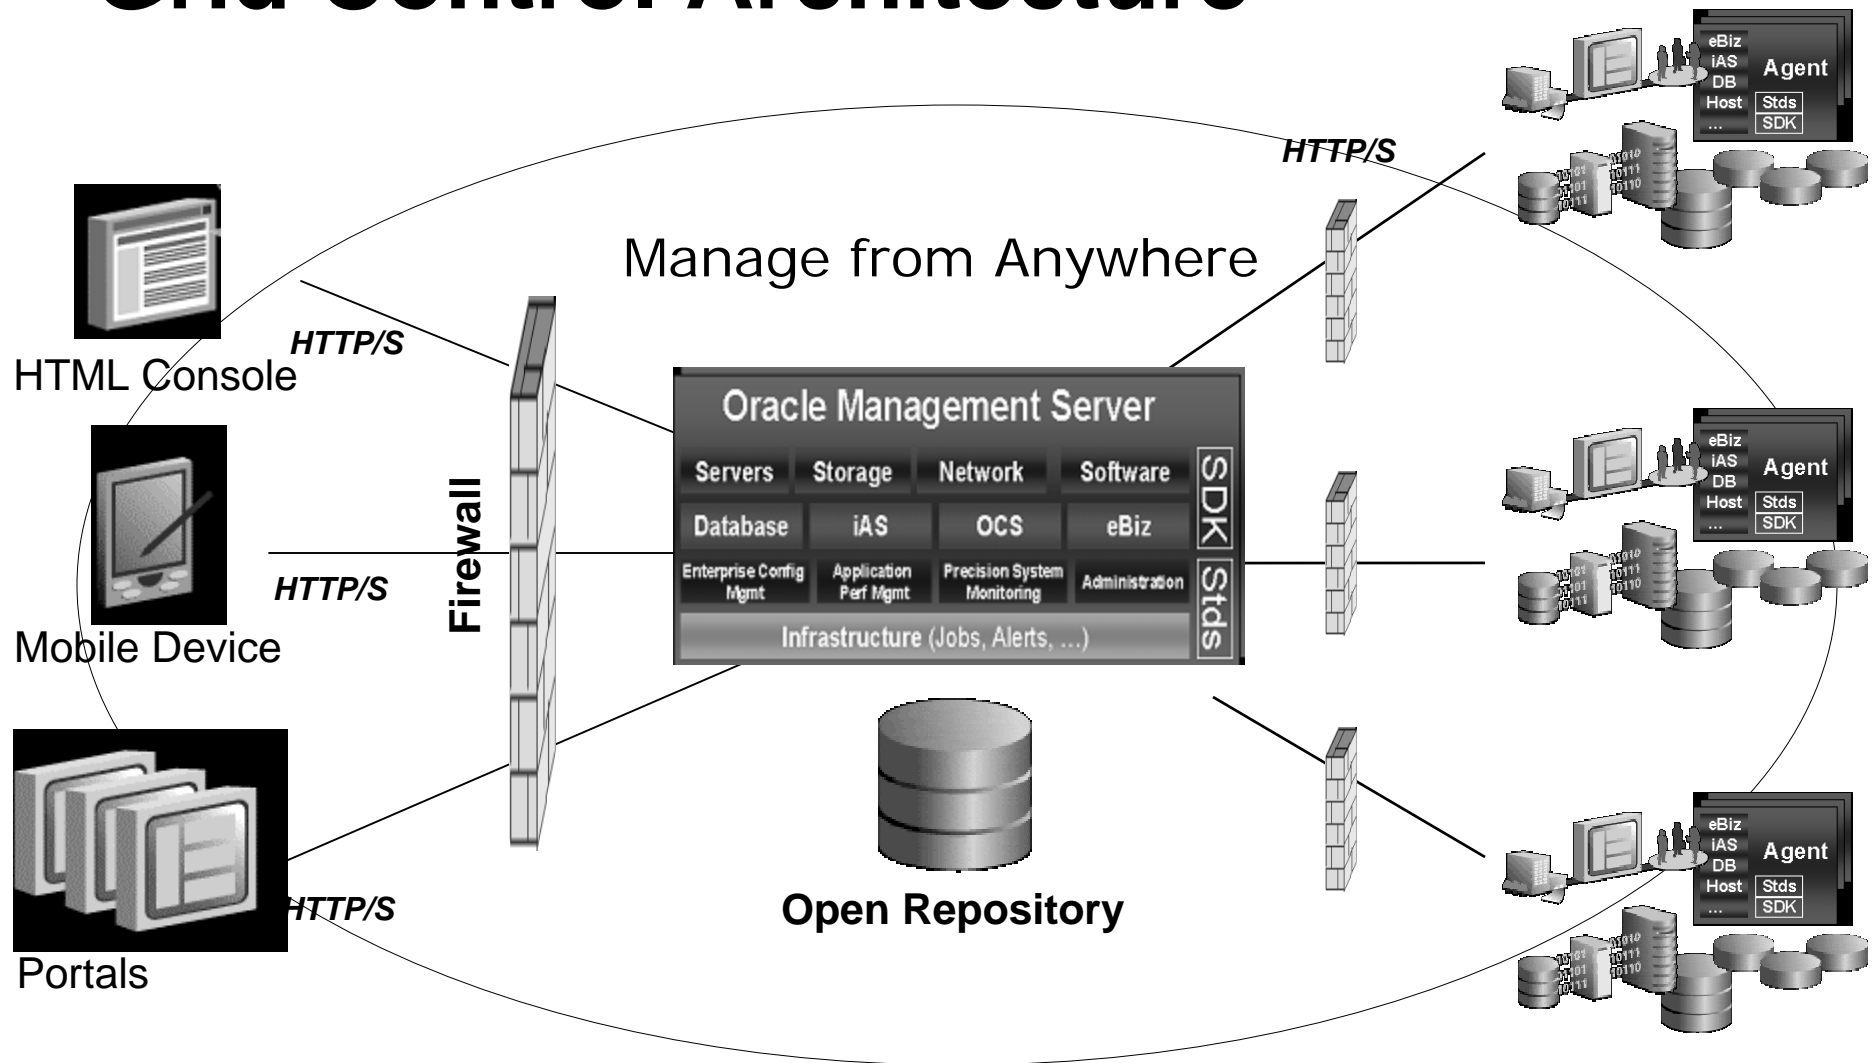 Grid Control Architecture
eBiz
iAS
DB
Host
...
Agent
Stds
SDK
HTTP/S
Manage from Anywhere
HTML Console
HTTP/S
Oracle Management Server
Servers
Storage
Network
Software
SDK
Database
iAS
OCS
eBiz
Enterprise Config
Mgmt
Application
Perf Mgmt
Precision System
Monitoring
Administration
Stds
Infrastructure (Jobs, Alerts, ...)
Firewall
Mobile Device
HTTP/S
eBiz
iAS
DB
Host
...
Agent
Stds
SDK
Portals
HTTP/S
Open Repository
eBiz
iAS
DB
Host
...
Agent
Stds
SDK